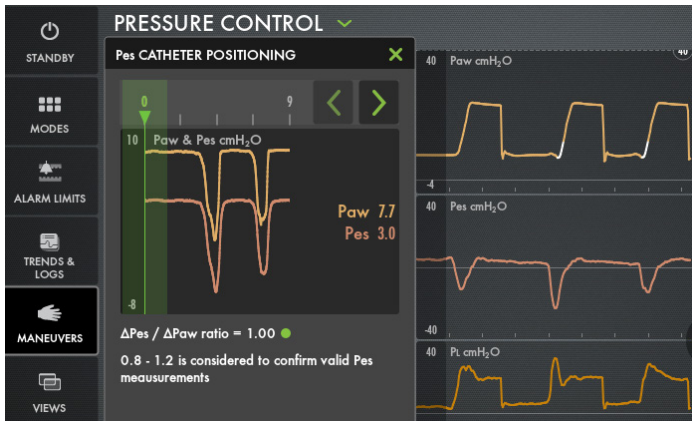 PRESSURE CONTROL
STANDBY
MODES
ALARM LIMITS
TRENDS &
LOGS
MANEUVERS
VIEWS
Pes CATHETER POSITIONING
0
9
10
Paw & Pes cmH₂O
Paw 7.7
Pes 3.0
-8
ΔPes / ΔPaw ratio = 1.00
0.8 - 1.2 is considered to confirm valid Pes
meausurements
40
40
Paw cmH₂O
-4
40
Pes cmH₂O
-40
40
PL cmH₂O